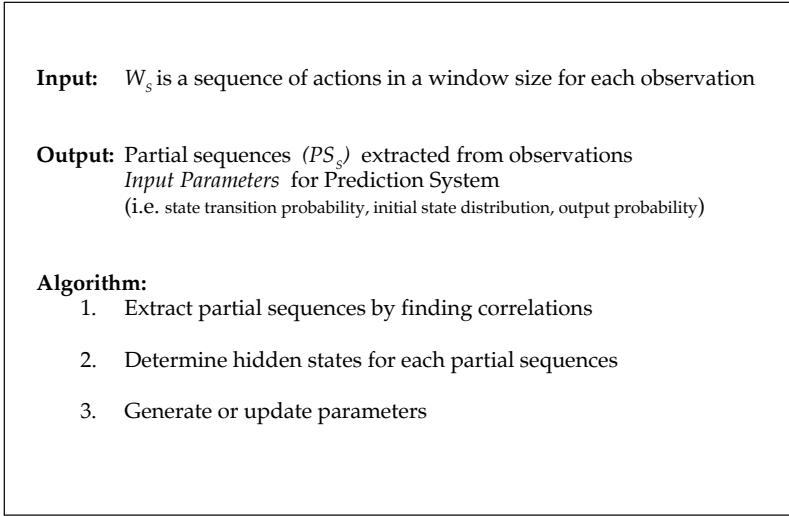 Input: Ws is a sequence of actions in a window size for each observation
Output: Partial sequences (PSs) extracted from observations
Input Parameters for Prediction System
(i.e. state transition probability, initial state distribution, output probability)
Algorithm:
1. Extract partial sequences by finding correlations
2. Determine hidden states for each partial sequences
3. Generate or update parameters